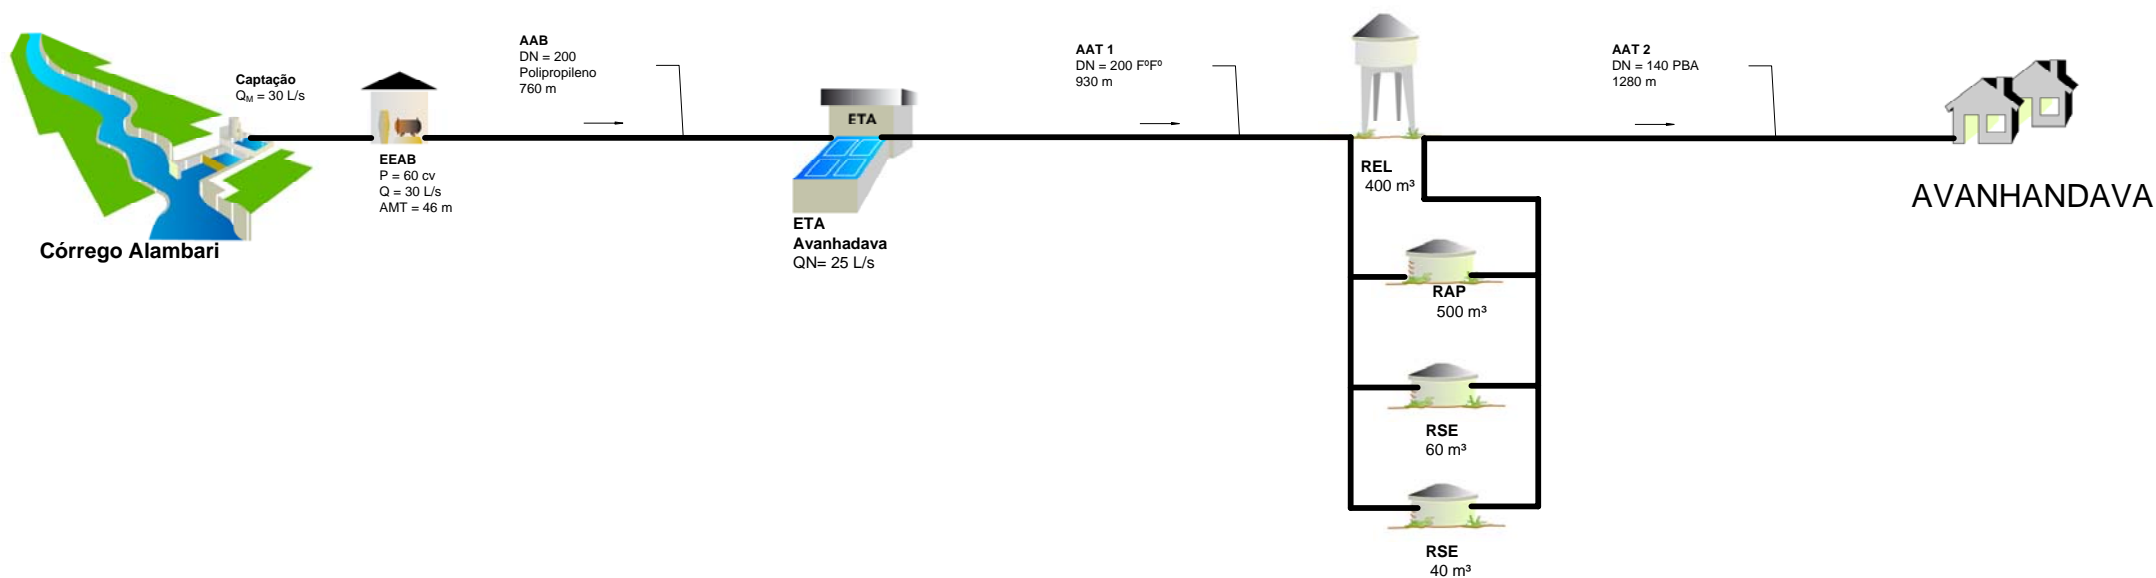 Captação
Qᴍ = 30 L/s
Córrego Alambari
EEAB
P = 60 cv
Q = 30 L/s
AMT = 46 m
AAB
DN = 200
Polipropileno
760 m
ETA
ETA
Avanhadava
QN= 25 L/s
AAT 1
DN = 200 FºFº
930 m
REL
400 m³
RAP
500 m³
RSE
60 m³
RSE
40 m³
AAT 2
DN = 140 PBA
1280 m
AVANHANDAVA